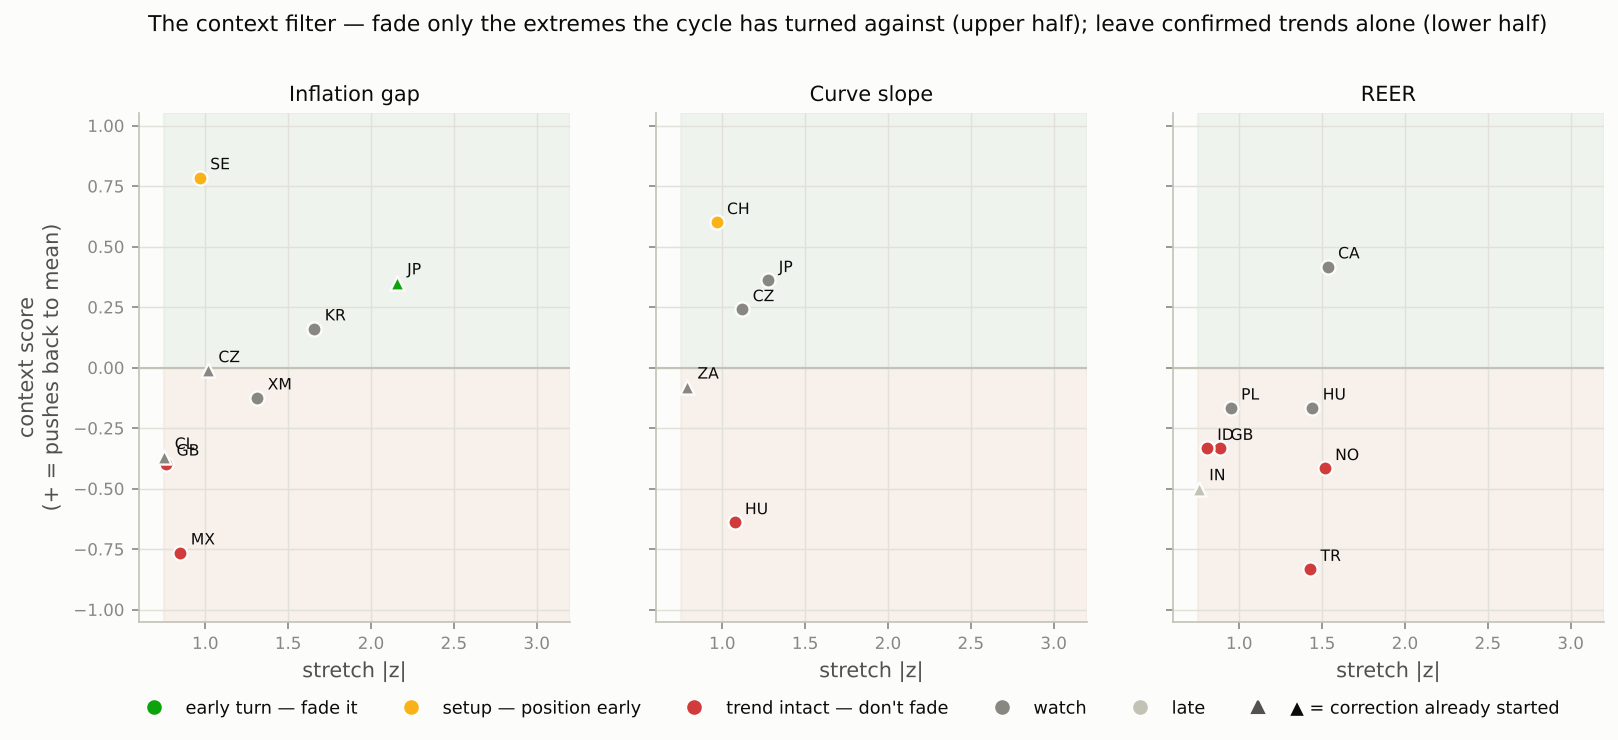 The context filter — fade only the extremes the cycle has turned against (upper half); leave confirmed trends alone (lower half)
Inflation gap
Curve slope
REER
context score
(+ = pushes back to mean)
1.00
0.75
0.50
0.25
0.00
−0.25
−0.50
−0.75
−1.00
SE
JP
KR
CZ
XM
CL
GB
MX
CH
JP
CZ
ZA
HU
CA
PL
HU
ID
GB
NO
IN
TR
1.0 1.5 2.0 2.5 3.0
1.0 1.5 2.0 2.5 3.0
1.0 1.5 2.0 2.5 3.0
stretch |z|
stretch |z|
stretch |z|
early turn — fade it
setup — position early
trend intact — don't fade
watch
late
▲ = correction already started